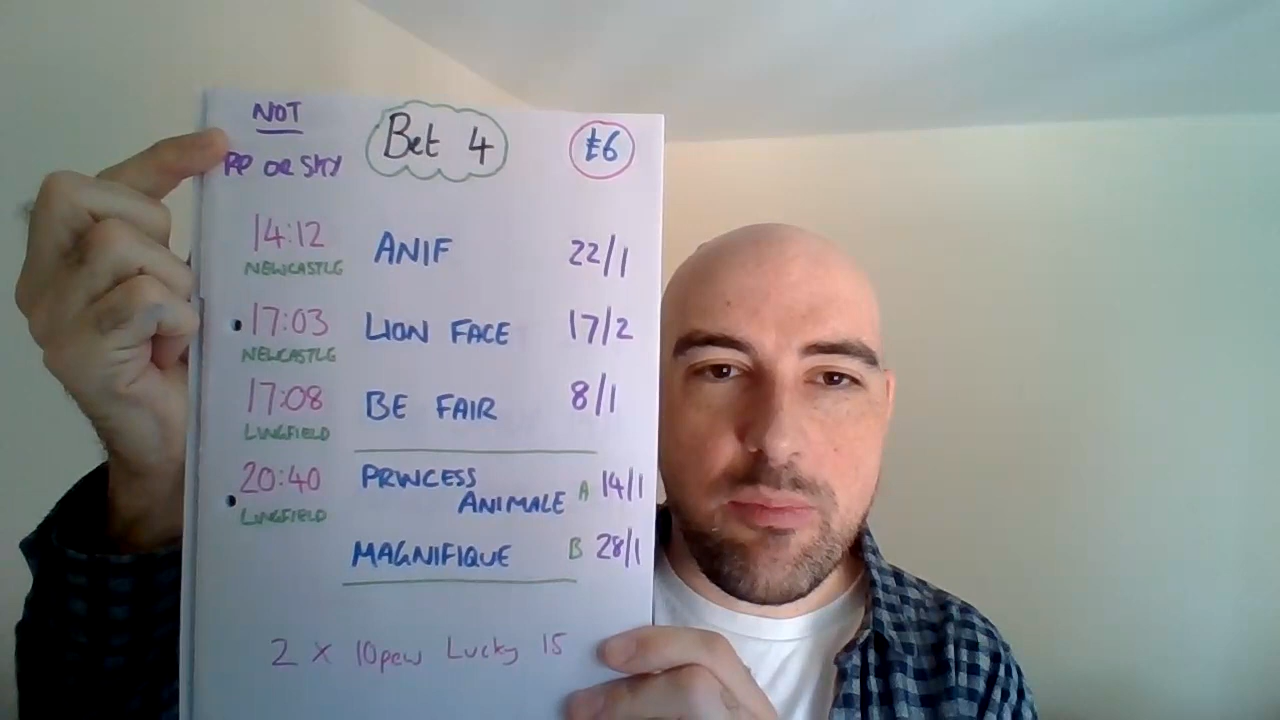 NOT
PP OR SKY
Bet 4
£6
14:12 ANIF 22/1
NEWCASTLE
17:03 LION FACE 17/2
NEWCASTLE
17:08 BE FAIR 8/1
LINGFIELD
20:40 PRINCESS
ANIMALE A 14/1
LINGFIELD
MAGNIFIQUE B 28/1
2 x 10pew Lucky 15